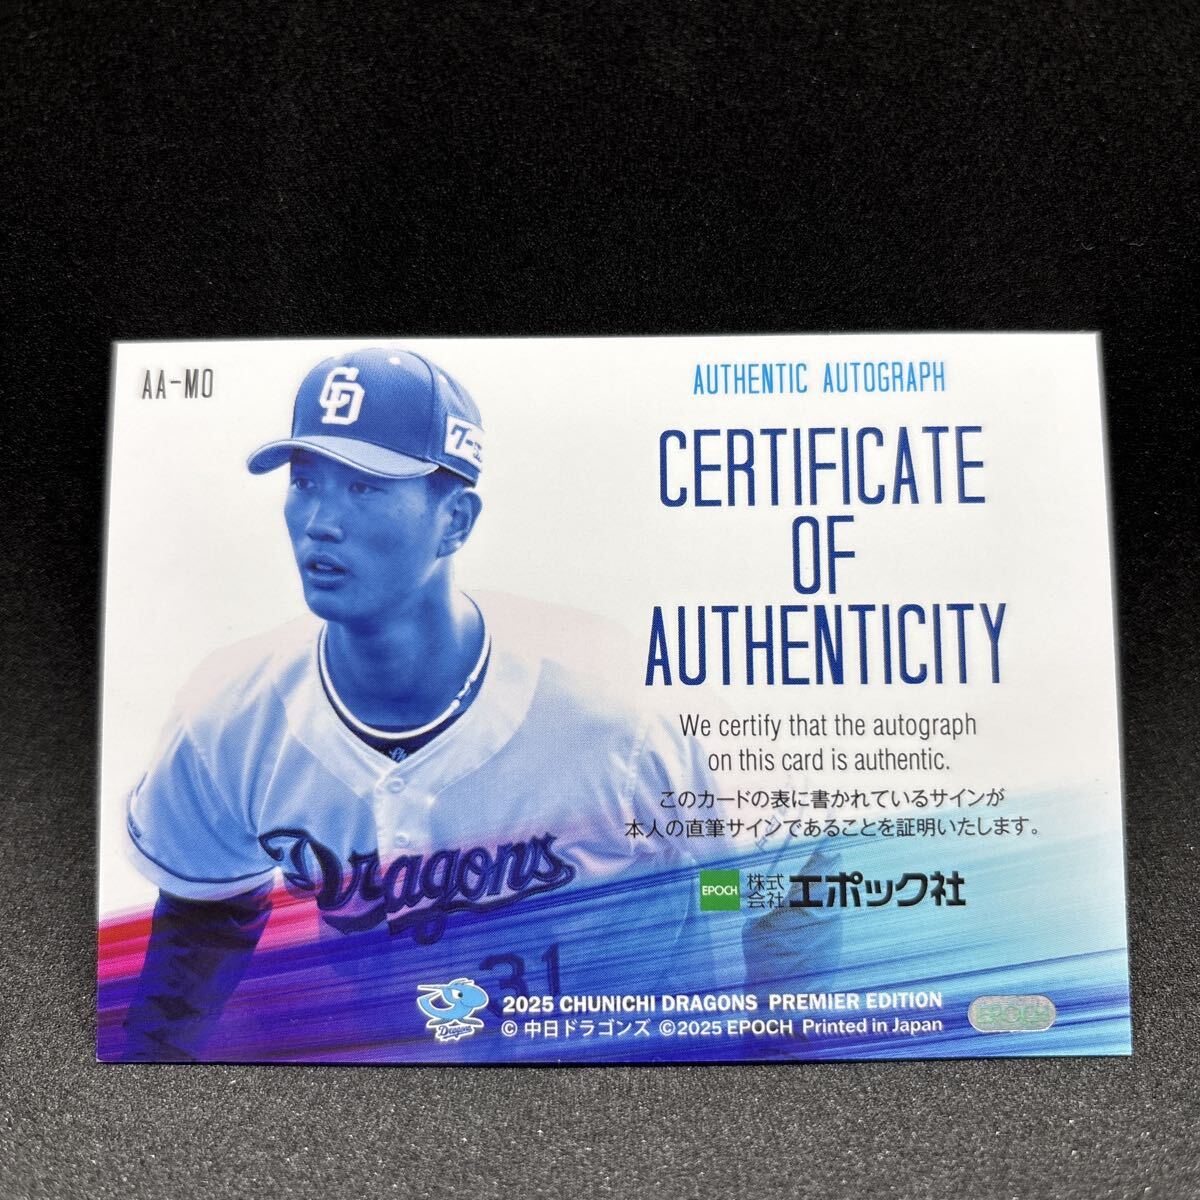 AA-MO
CD
AUTHENTIC AUTOGRAPH
CERTIFICATE
OF
AUTHENTICITY
We certify that the autograph
on this card is authentic.
このカードの表に書かれているサインが
本人の直筆サインであることを証明いたします。
EPOCH 株式会社 エポック社
Dragons
31
Dragons
2025 CHUNICHI DRAGONS PREMIER EDITION
© 中日ドラゴンズ ©2025 EPOCH Printed in Japan
EPOCH